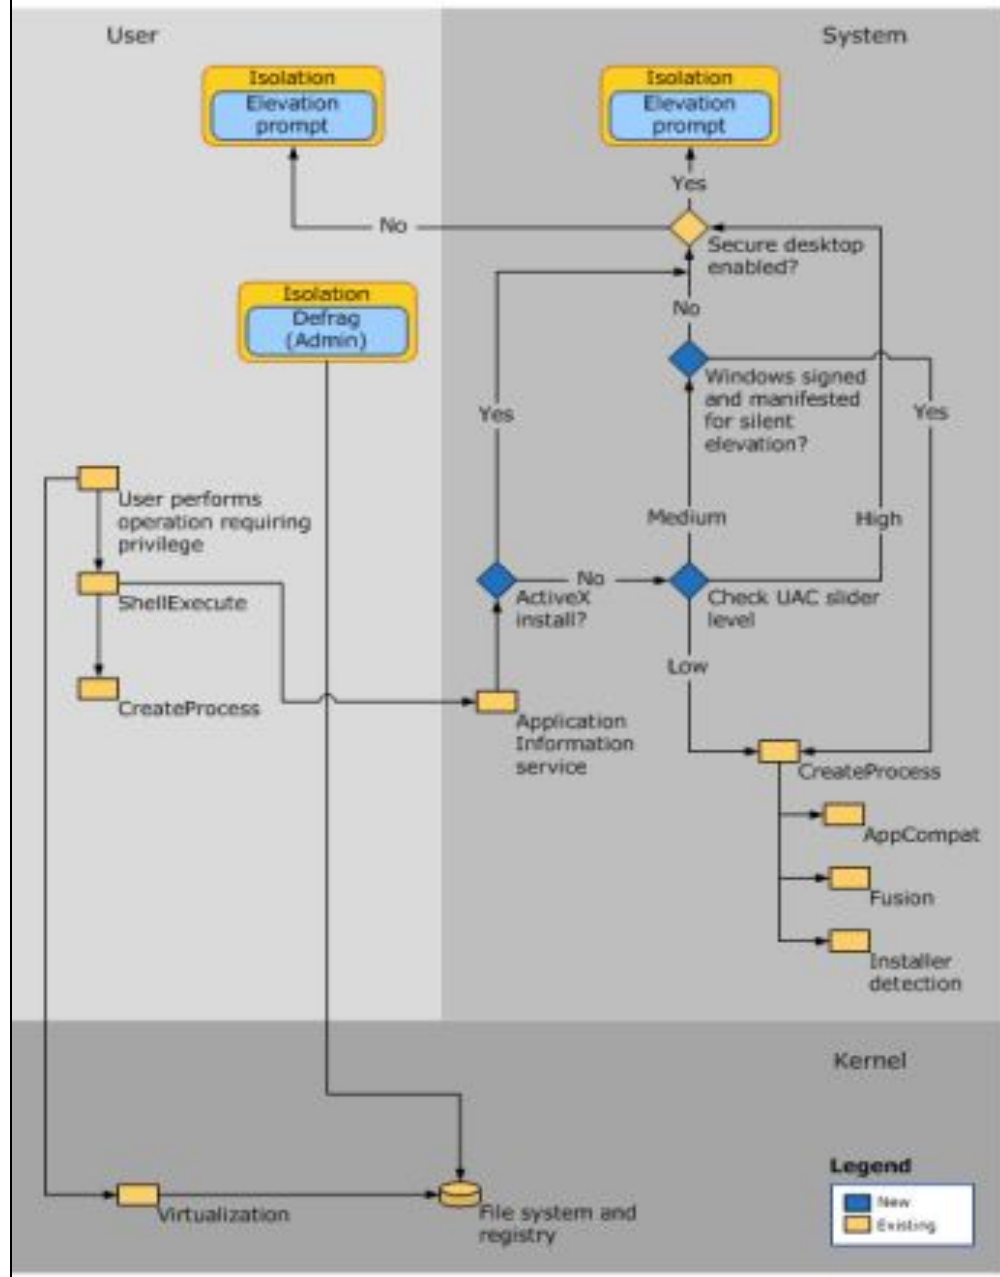 User
System
Isolation
Elevation
prompt
Isolation
Elevation
prompt
Yes
No
Secure desktop
enabled?
Isolation
Defrag
(Admin)
No
Windows signed
and manifested
for silent
elevation?
Yes
Yes
User performs
operation requiring
privilege
Medium
High
ShellExecute
ActiveX
install?
No
Check UAC slider
level
Low
CreateProcess
Application
Information
service
CreateProcess
AppCompat
Fusion
Installer
detection
Kernel
Virtualization
File system and
registry
Legend
New
Existing